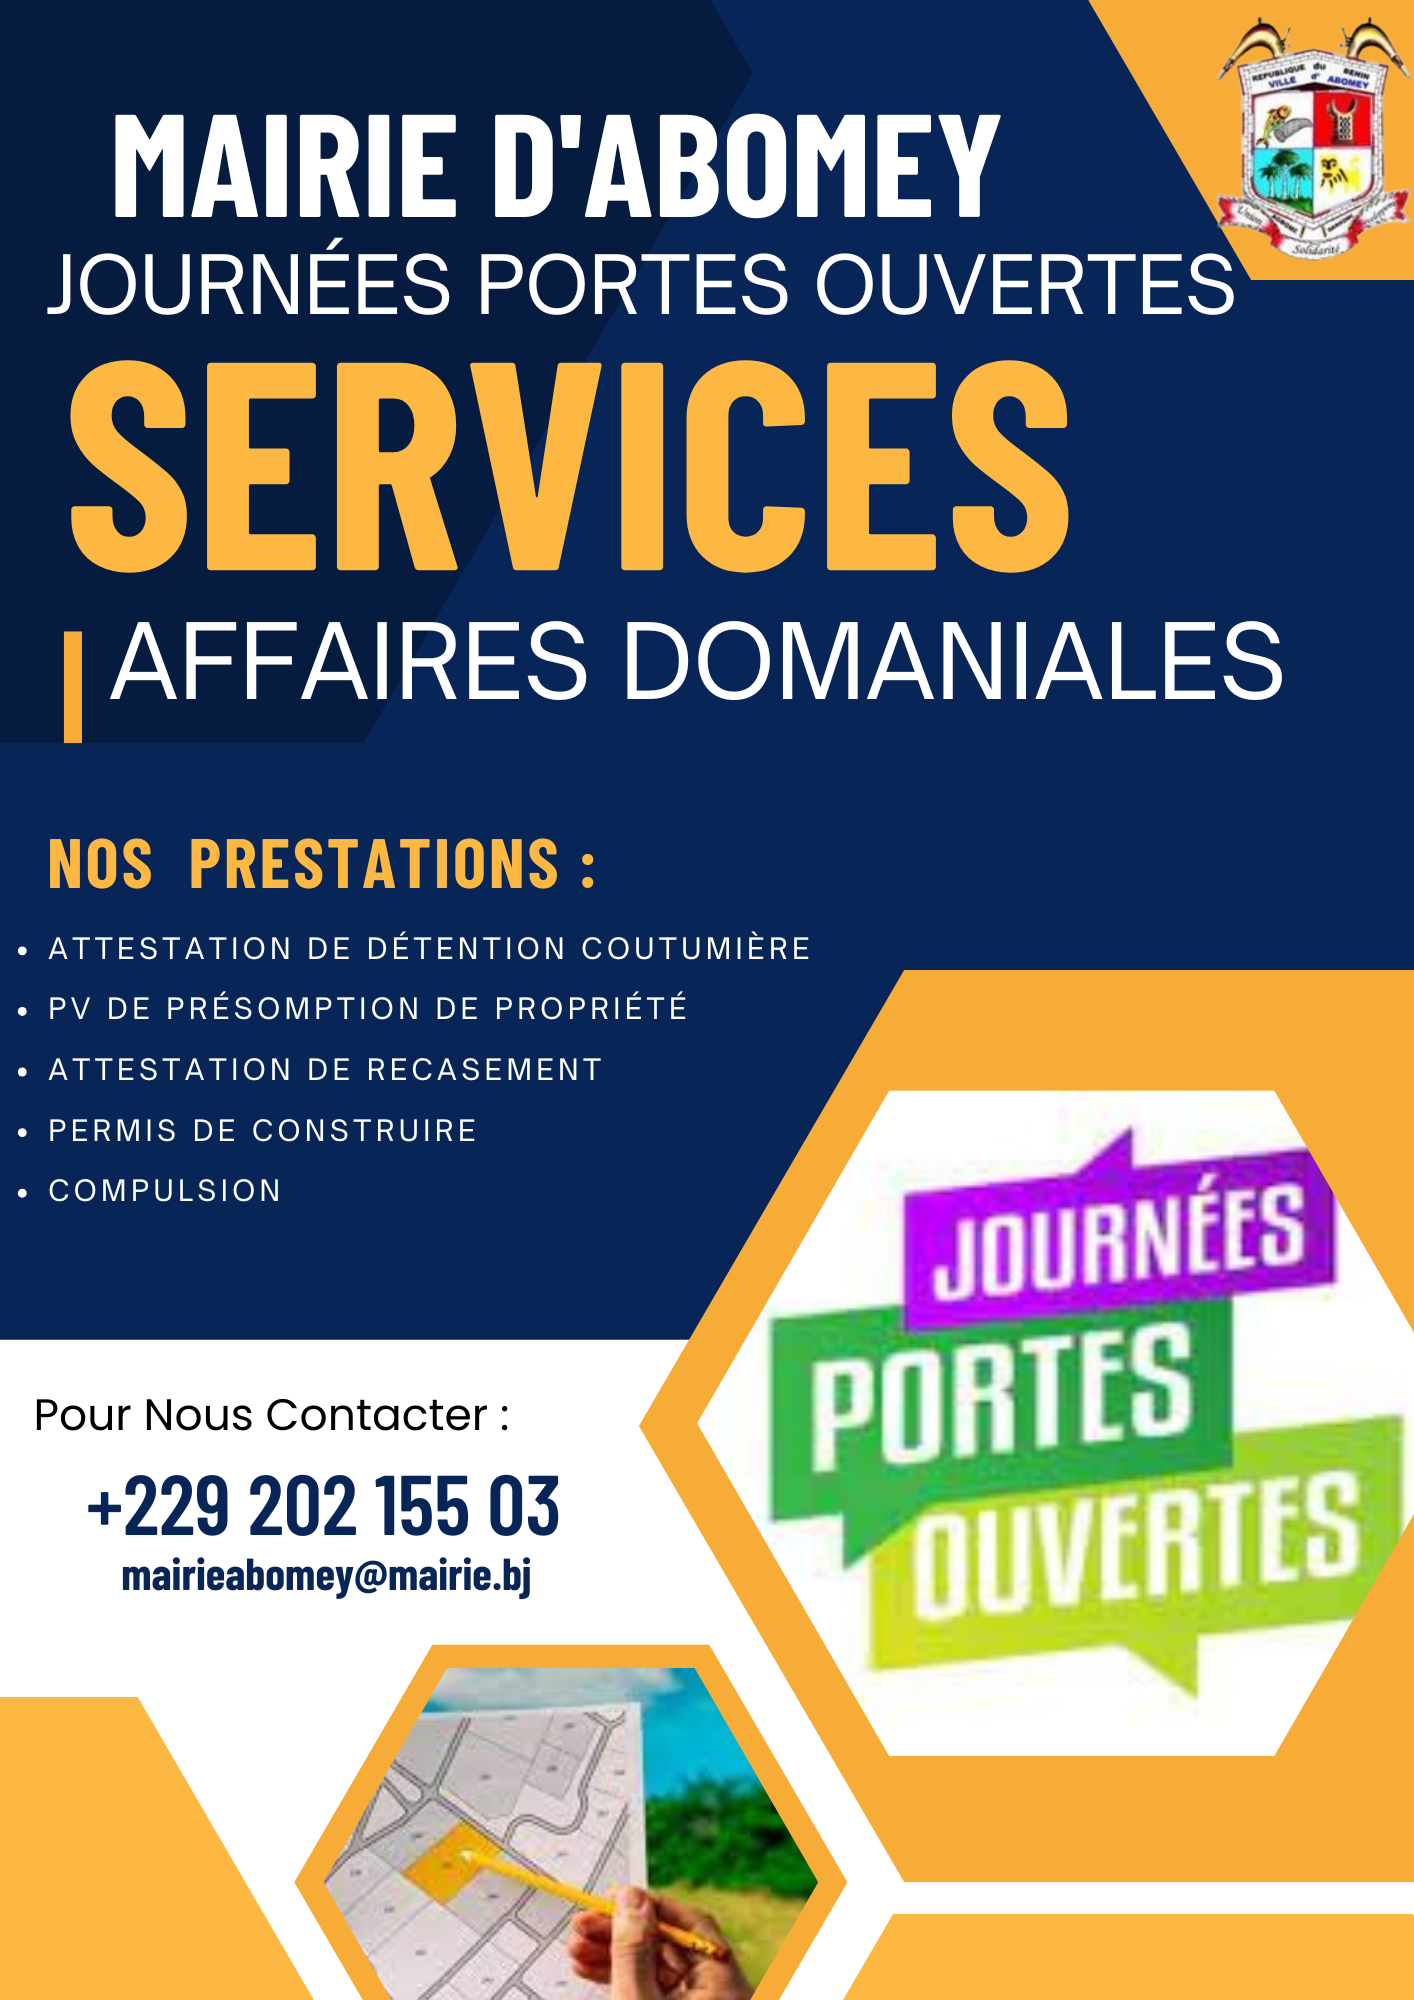 REPUBLIQUE du BENIN
VILLE d' ABOMEY
Union
Solidarité
MAIRIE D'ABOMEY
JOURNÉES PORTES OUVERTES
SERVICES
AFFAIRES DOMANIALES
NOS PRESTATIONS :
• ATTESTATION DE DÉTENTION COUTUMIÈRE
• PV DE PRÉSOMPTION DE PROPRIÉTÉ
• ATTESTATION DE RECASEMENT
• PERMIS DE CONSTRUIRE
• COMPULSION
JOURNÉES
PORTES
OUVERTES
Pour Nous Contacter :
+229 202 155 03
mairieabomey@mairie.bj